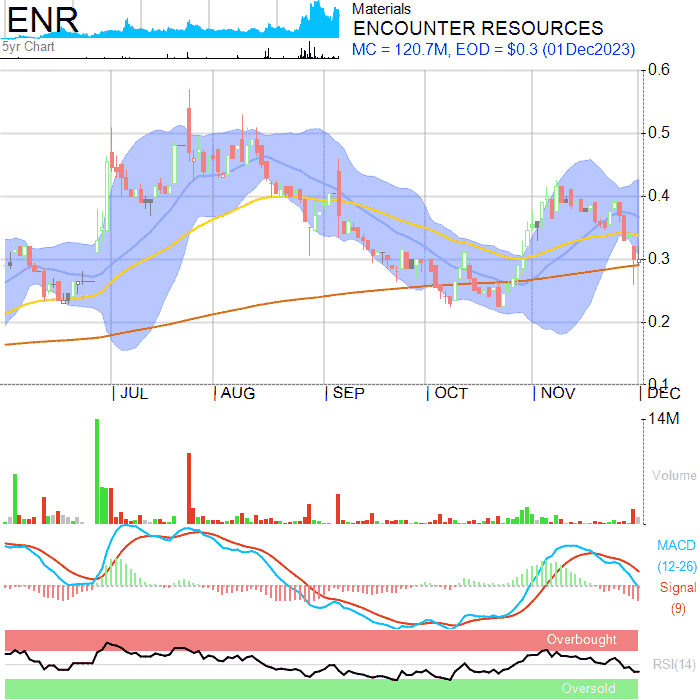 ENR
5yr Chart
Materials
ENCOUNTER RESOURCES
MC = 120.7M, EOD = $0.3 (01Dec2023)
0.6
0.5
0.4
0.3
0.2
0.1
JUL AUG SEP OCT NOV DEC
14M
Volume
MACD
(12-26)
Signal
(9)
Overbought
RSI(14)
Oversold